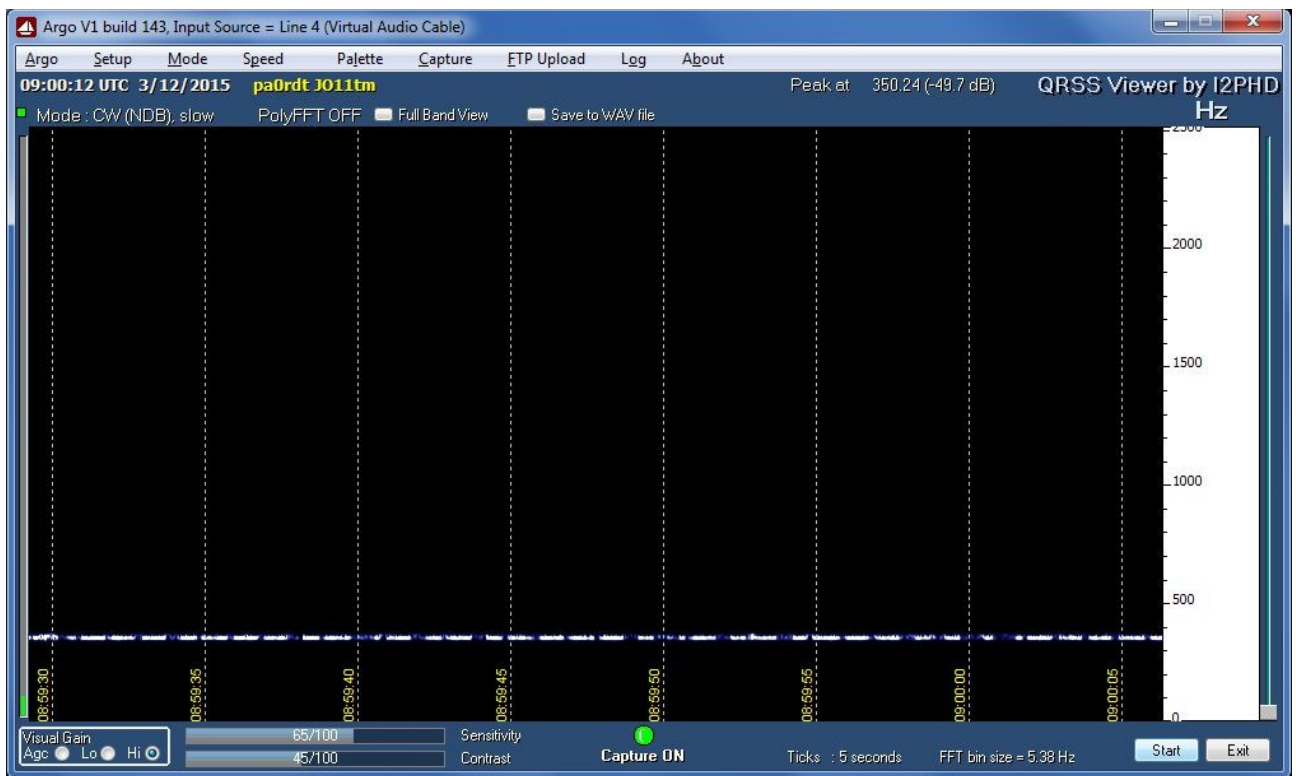 Argo V1 build 143, Input Source = Line 4 (Virtual Audio Cable)
Argo Setup Mode Speed Palette Capture FTP Upload Log About
09:00:12 UTC 3/12/2015 pa0rdt JO11tm Peak at 350.24 (-49.7 dB) QRSS Viewer by I2PHD
Mode : CW (NDB), slow PolyFFT OFF Full Band View Save to WAV file Hz
2500
2000
1500
1000
500
0
08:59:30 08:59:35 08:59:40 08:59:45 08:59:50 08:59:55 09:00:00 09:00:05
Visual Gain 65/100 Sensitivity
Agc Lo Hi 45/100 Contrast Capture ON Ticks : 5 seconds FFT bin size = 5.38 Hz Start Exit